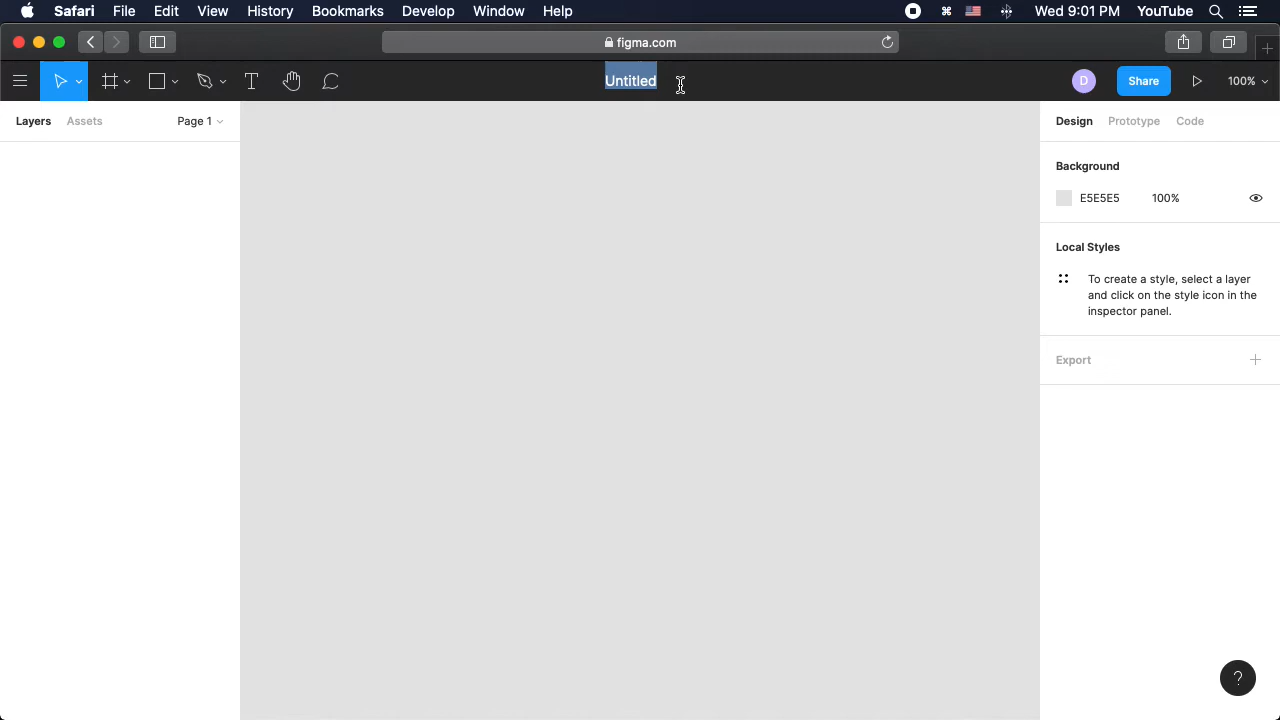 Safari File Edit View History Bookmarks Develop Window Help Wed 9:01 PM YouTube
figma.com
T Untitled D Share 100%
Layers Assets Page 1 Design Prototype Code
Background
E5E5E5 100%
Local Styles
To create a style, select a layer
and click on the style icon in the
inspector panel.
Export
?